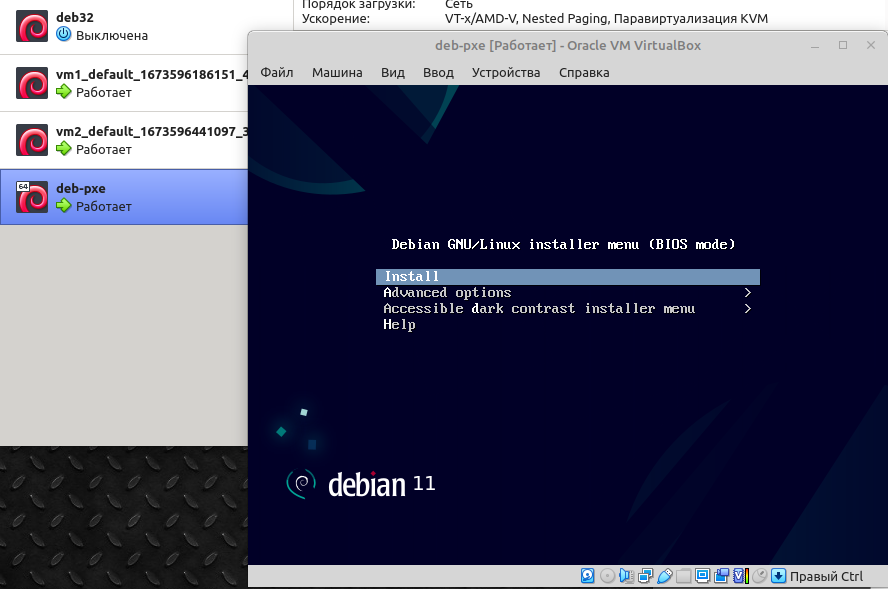 deb32
Выключена
vm1_default_1673596186151_4
Работает
vm2_default_1673596441097_3
Работает
64
deb-pxe
Работает
Порядок загрузки: Сеть
Ускорение: VT-x/AMD-V, Nested Paging, Паравиртуализация KVM
deb-pxe [Работает] - Oracle VM VirtualBox
Файл Машина Вид Ввод Устройства Справка
Debian GNU/Linux installer menu (BIOS mode)
Install
Advanced options >
Accessible dark contrast installer menu >
Help
debian 11
Правый Ctrl